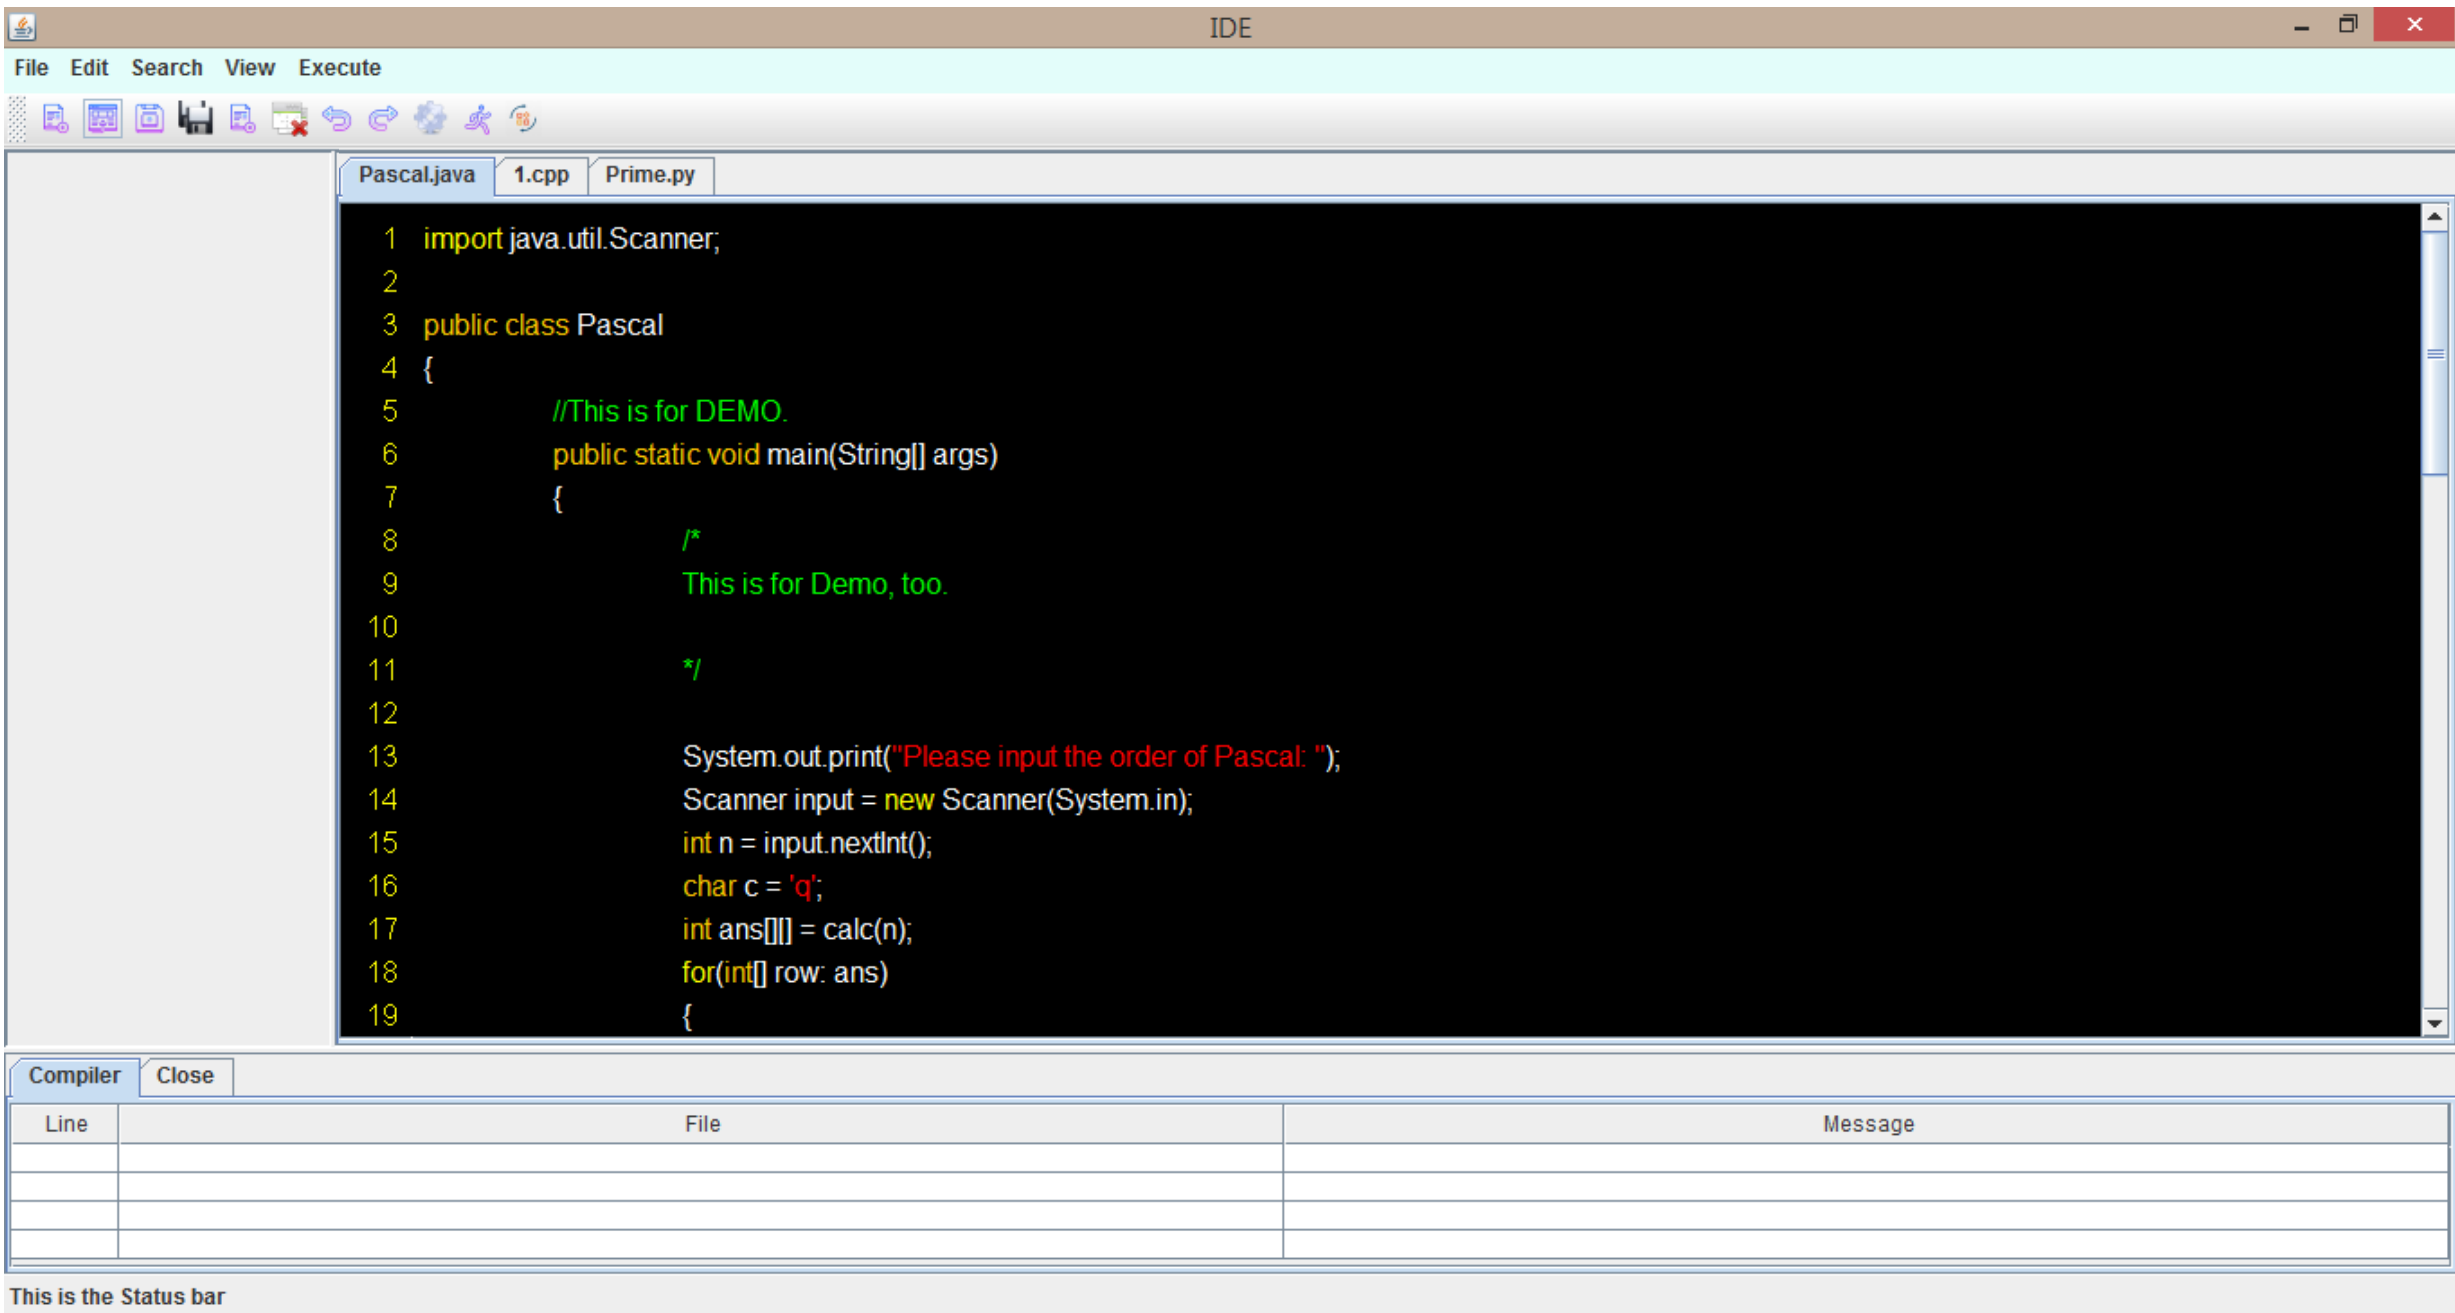 IDE
File Edit Search View Execute
Pascal.java 1.cpp Prime.py
1 import java.util.Scanner;
2
3 public class Pascal
4 {
5 //This is for DEMO.
6 public static void main(String[] args)
7 {
8 /*
9 This is for Demo, too.
10
11 */
12
13 System.out.print("Please input the order of Pascal: ");
14 Scanner input = new Scanner(System.in);
15 int n = input.nextInt();
16 char c = 'q';
17 int ans[][] = calc(n);
18 for(int[] row: ans)
19 {
Compiler Close
Line File Message
This is the Status bar